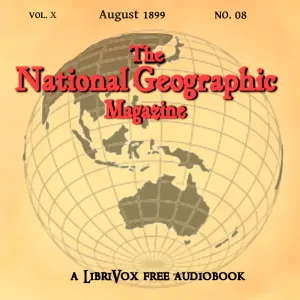 VOL. X August 1899 NO. 08
The
National Geographic
Magazine
A LIBRIVOX FREE AUDIOBOOK